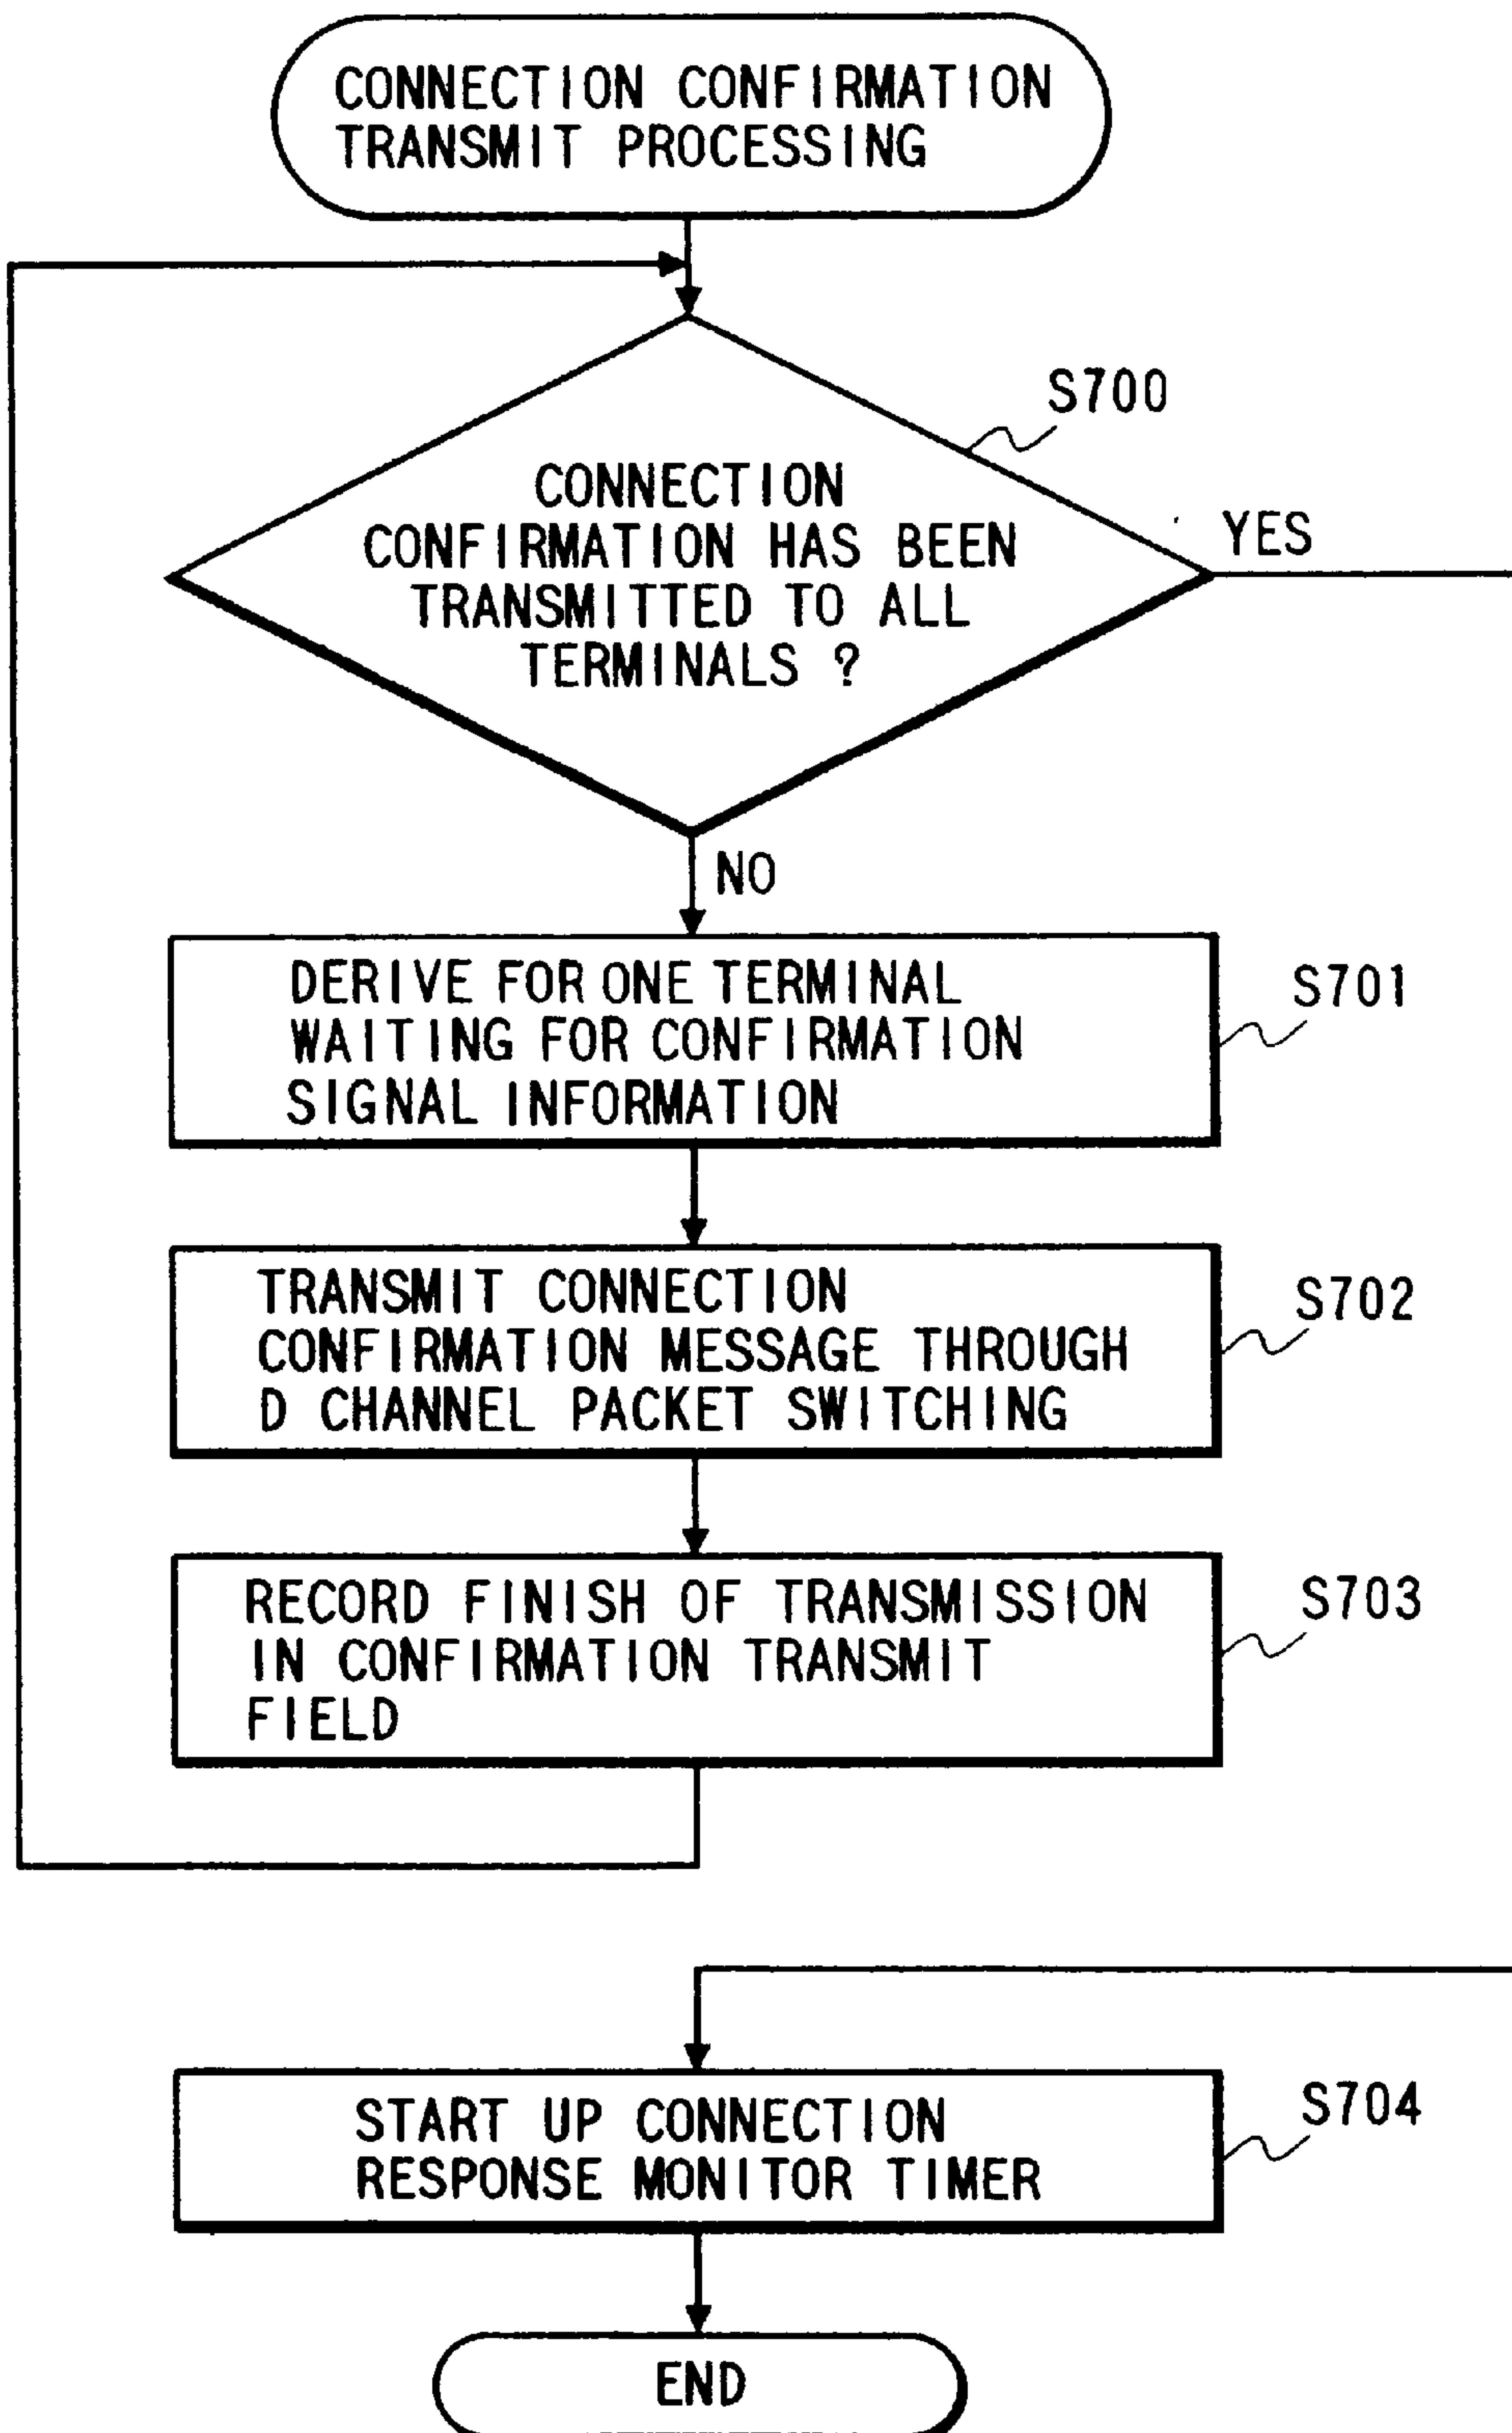 CONNECTION CONFIRMATION
TRANSMIT PROCESSING
S700
CONNECTION
CONFIRMATION HAS BEEN
TRANSMITTED TO ALL
TERMINALS ?
YES
NO
DERIVE FOR ONE TERMINAL
WAITING FOR CONFIRMATION
SIGNAL INFORMATION
S701
TRANSMIT CONNECTION
CONFIRMATION MESSAGE THROUGH
D CHANNEL PACKET SWITCHING
S702
RECORD FINISH OF TRANSMISSION
IN CONFIRMATION TRANSMIT
FIELD
S703
START UP CONNECTION
RESPONSE MONITOR TIMER
S704
END